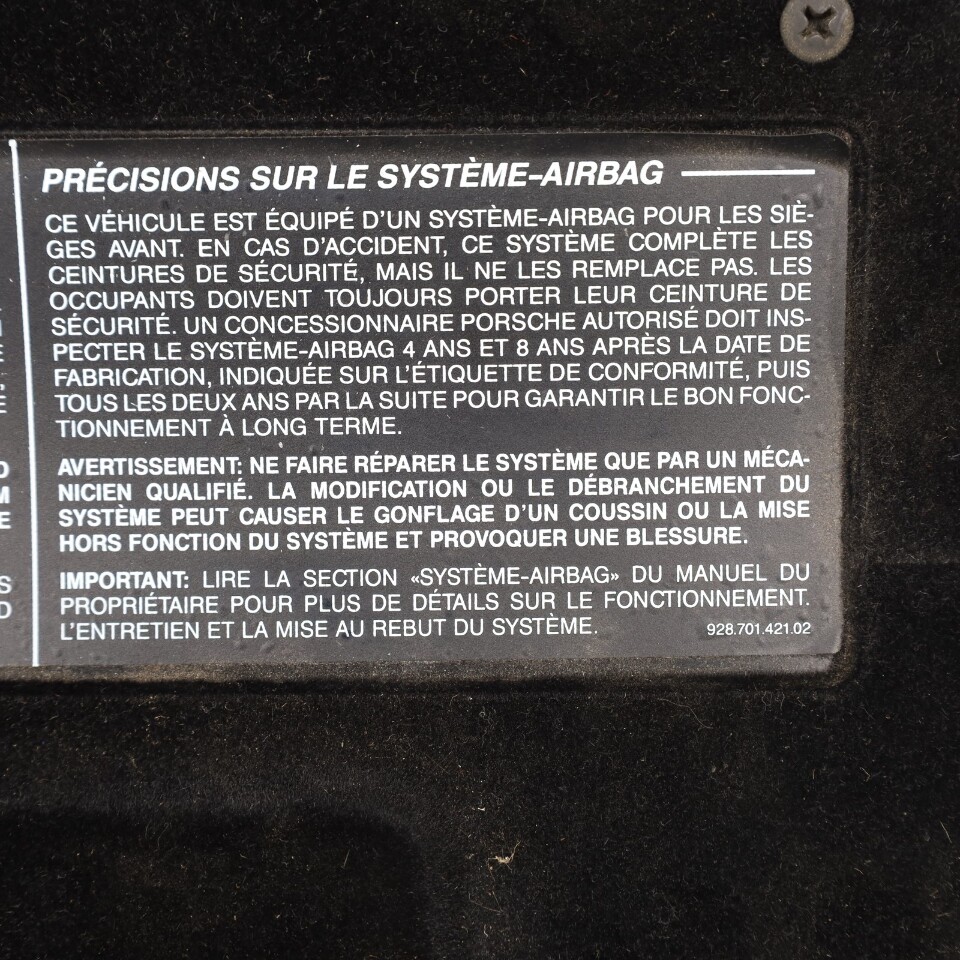 PRÉCISIONS SUR LE SYSTÈME-AIRBAG
CE VÉHICULE EST ÉQUIPÉ D'UN SYSTÈME-AIRBAG POUR LES SIÈ-
GES AVANT. EN CAS D'ACCIDENT, CE SYSTÈME COMPLÈTE LES
CEINTURES DE SÉCURITÉ, MAIS IL NE LES REMPLACE PAS. LES
OCCUPANTS DOIVENT TOUJOURS PORTER LEUR CEINTURE DE
SÉCURITÉ. UN CONCESSIONNAIRE PORSCHE AUTORISÉ DOIT INS-
PECTER LE SYSTÈME-AIRBAG 4 ANS ET 8 ANS APRÈS LA DATE DE
FABRICATION, INDIQUÉE SUR L'ÉTIQUETTE DE CONFORMITÉ, PUIS
TOUS LES DEUX ANS PAR LA SUITE POUR GARANTIR LE BON FONC-
TIONNEMENT À LONG TERME.
AVERTISSEMENT: NE FAIRE RÉPARER LE SYSTÈME QUE PAR UN MÉCA-
NICIEN QUALIFIÉ. LA MODIFICATION OU LE DÉBRANCHEMENT DU
SYSTÈME PEUT CAUSER LE GONFLAGE D'UN COUSSIN OU LA MISE
HORS FONCTION DU SYSTÈME ET PROVOQUER UNE BLESSURE.
IMPORTANT: LIRE LA SECTION «SYSTÈME-AIRBAG» DU MANUEL DU
PROPRIÉTAIRE POUR PLUS DE DÉTAILS SUR LE FONCTIONNEMENT.
L'ENTRETIEN ET LA MISE AU REBUT DU SYSTÈME. 928.701.421.02